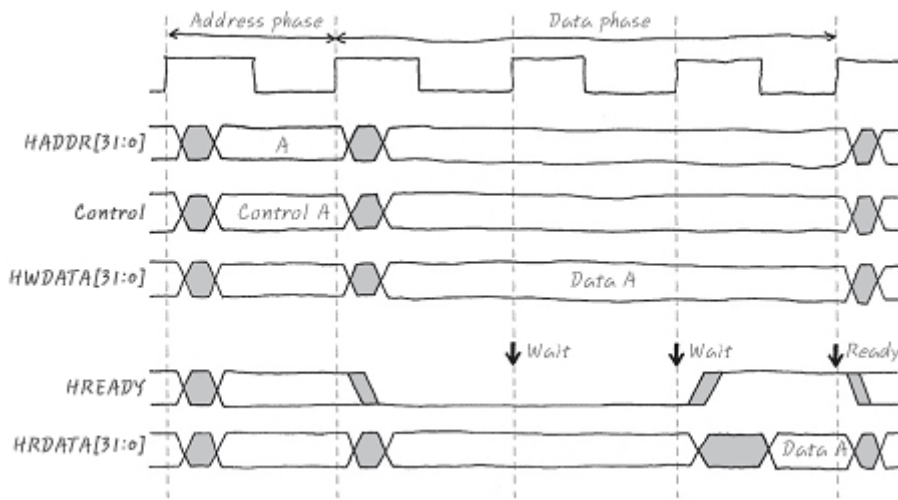 Address phase
Data phase
HADDR[31:0]
A
Control
Control A
HWDATA[31:0]
Data A
Wait
Wait
Ready
HREADY
HRDATA[31:0]
Data A